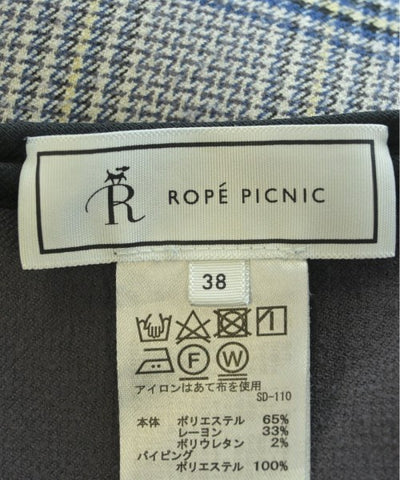 R
ROPÉ PICNIC
38
F W
アイロンはあて布を使用
SD-110
本体 ポリエステル 65%
レーヨン 33%
ポリウレタン 2%
パイピング
ポリエステル 100%